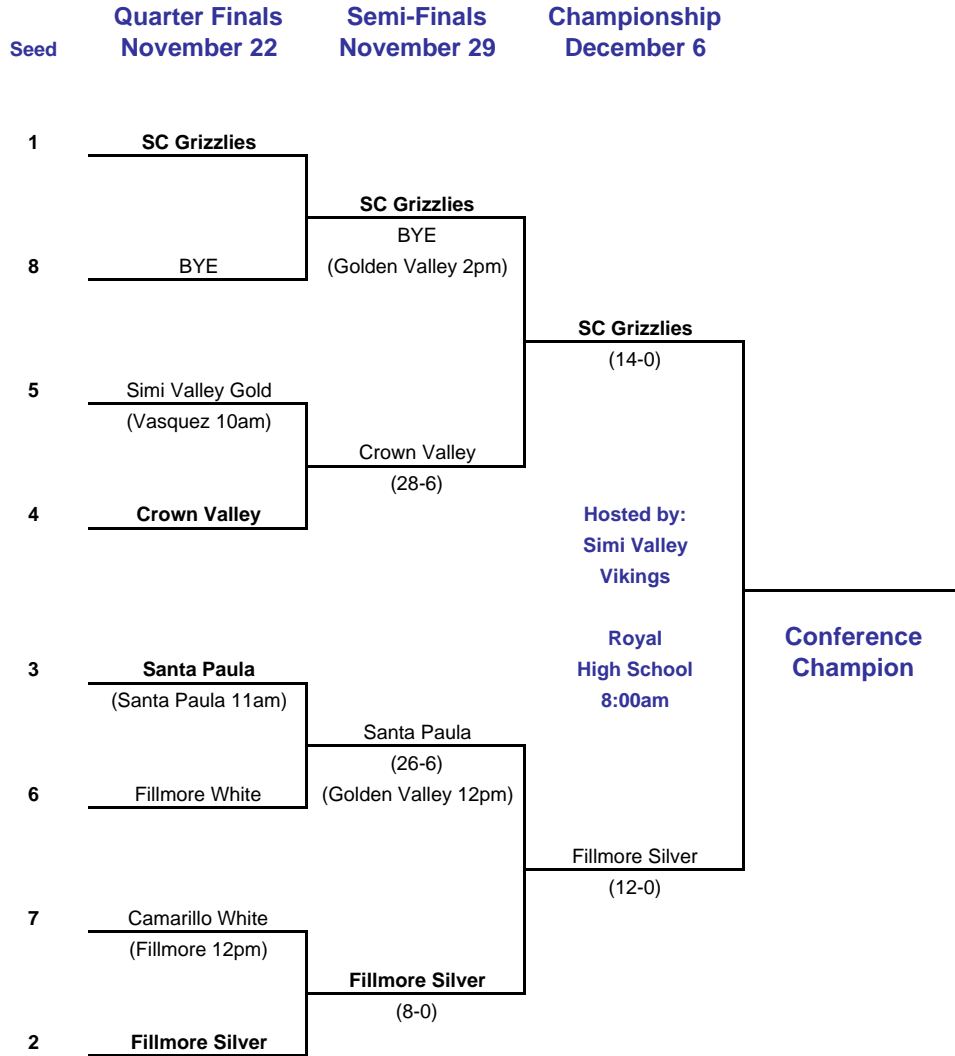 Quarter Finals Semi-Finals Championship
Seed November 22 November 29 December 6
1 SC Grizzlies
SC Grizzlies
BYE
8 BYE (Golden Valley 2pm)
SC Grizzlies
(14-0)
5 Simi Valley Gold
(Vasquez 10am)
Crown Valley
(28-6)
4 Crown Valley Hosted by:
Simi Valley
Vikings
Royal Conference
3 Santa Paula High School Champion
(Santa Paula 11am) 8:00am
Santa Paula
(26-6)
6 Fillmore White (Golden Valley 12pm)
Fillmore Silver
(12-0)
7 Camarillo White
(Fillmore 12pm)
Fillmore Silver
(8-0)
2 Fillmore Silver